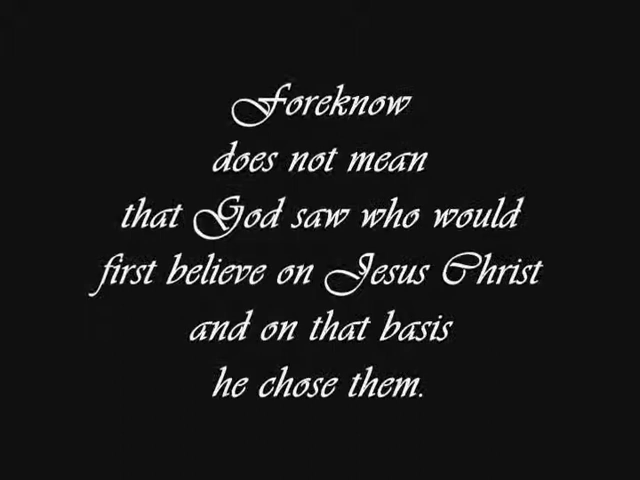 Foreknow
does not mean
that God saw who would
first believe on Jesus Christ
and on that basis
he chose them.